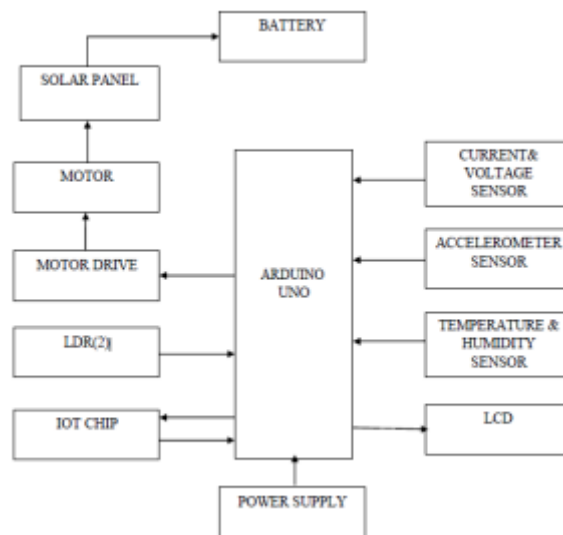 BATTERY
SOLAR PANEL
MOTOR
MOTOR DRIVE
LDR(2)
IOT CHIP
ARDUINO
UNO
POWER SUPPLY
CURRENT&
VOLTAGE
SENSOR
ACCELEROMETER
SENSOR
TEMPERATURE &
HUMIDITY
SENSOR
LCD